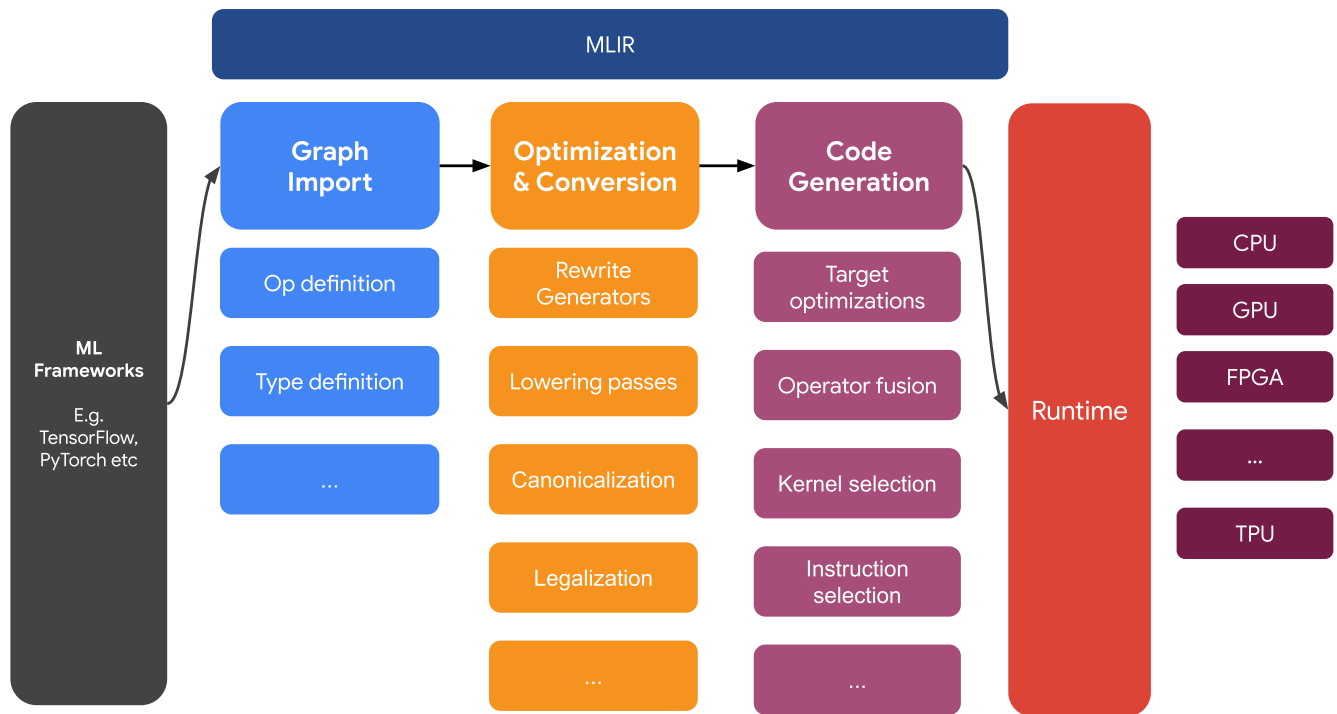 MLIR
ML
Frameworks
E.g.
TensorFlow,
PyTorch etc
Graph
Import
Op definition
Type definition
...
Optimization
& Conversion
Rewrite
Generators
Lowering passes
Canonicalization
Legalization
...
Code
Generation
Target
optimizations
Operator fusion
Kernel selection
Instruction
selection
...
Runtime
CPU
GPU
FPGA
...
TPU